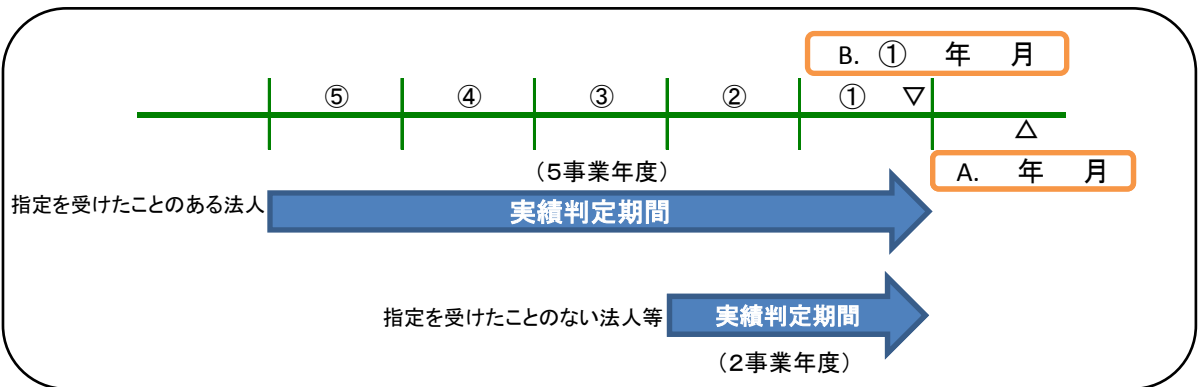 B. ① 年 月
⑤ ④ ③ ② ① ▽
△
(5事業年度)
A. 年 月
指定を受けたことのある法人
実績判定期間
指定を受けたことのない法人等
実績判定期間
(2事業年度)